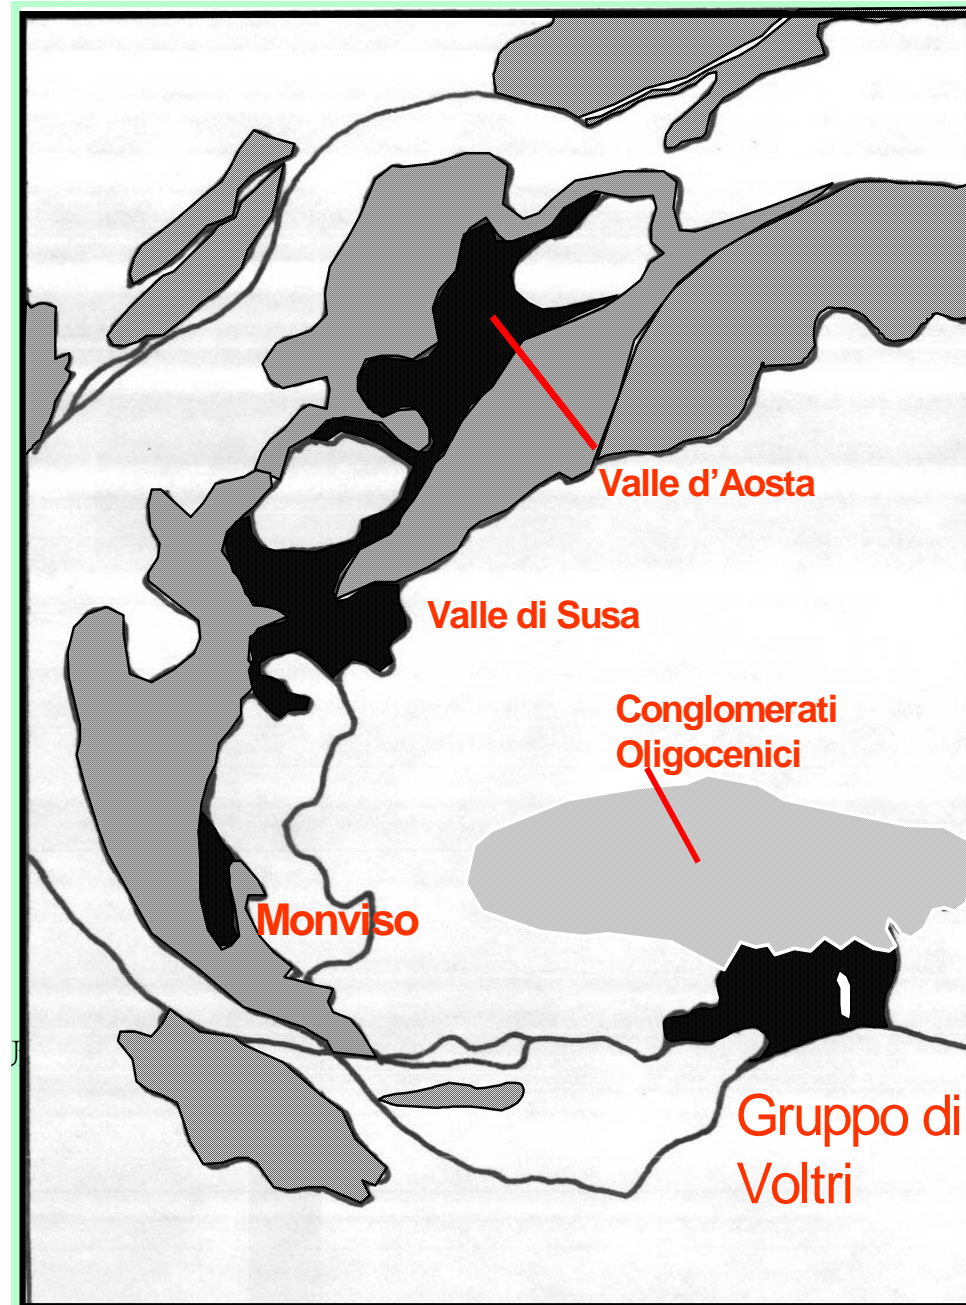 Valle d’Aosta
Valle di Susa
Conglomerati
Oligocenici
Monviso
Gruppo di
Voltri